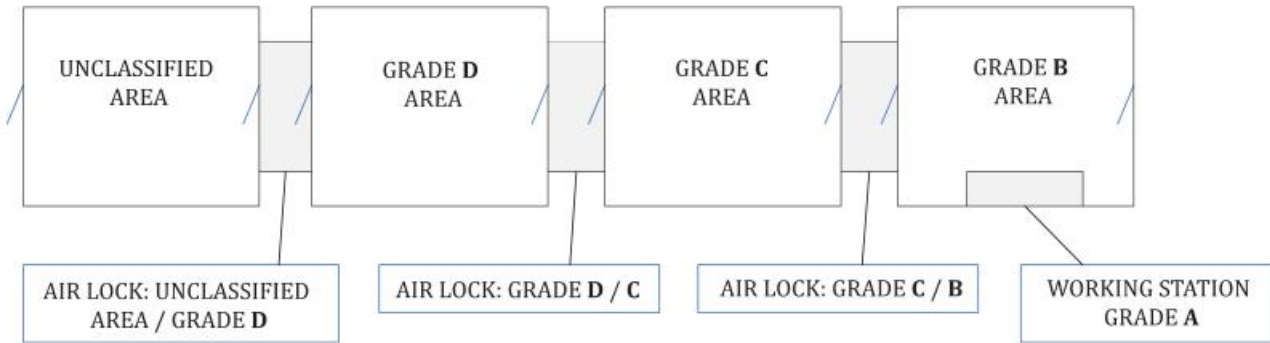 UNCLASSIFIED
AREA
GRADE D
AREA
GRADE C
AREA
GRADE B
AREA
AIR LOCK: UNCLASSIFIED
AREA / GRADE D
AIR LOCK: GRADE D / C
AIR LOCK: GRADE C / B
WORKING STATION
GRADE A